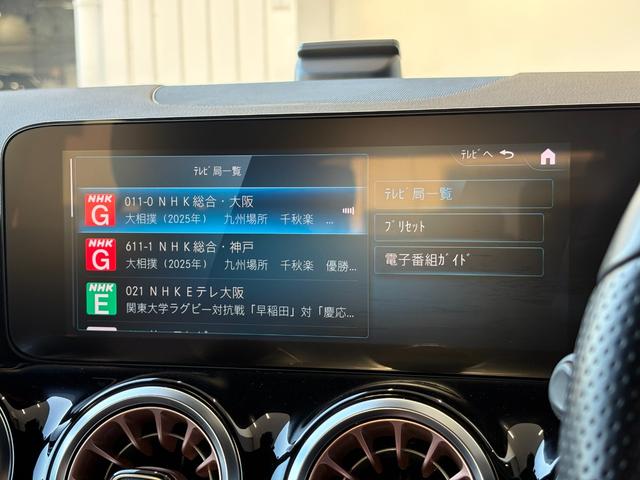 テレビ局一覧
テレビへ
NHK G
011-0 NHK総合・大阪
大相撲（2025年） 九州場所 千秋楽 ...
NHK G
611-1 NHK総合・神戸
大相撲（2025年） 九州場所 千秋楽 優勝...
NHK E
021 NHKEテレ大阪
関東大学ラグビー対抗戦「早稲田」対「慶応...
テレビ局一覧
プリセット
電子番組ガイド